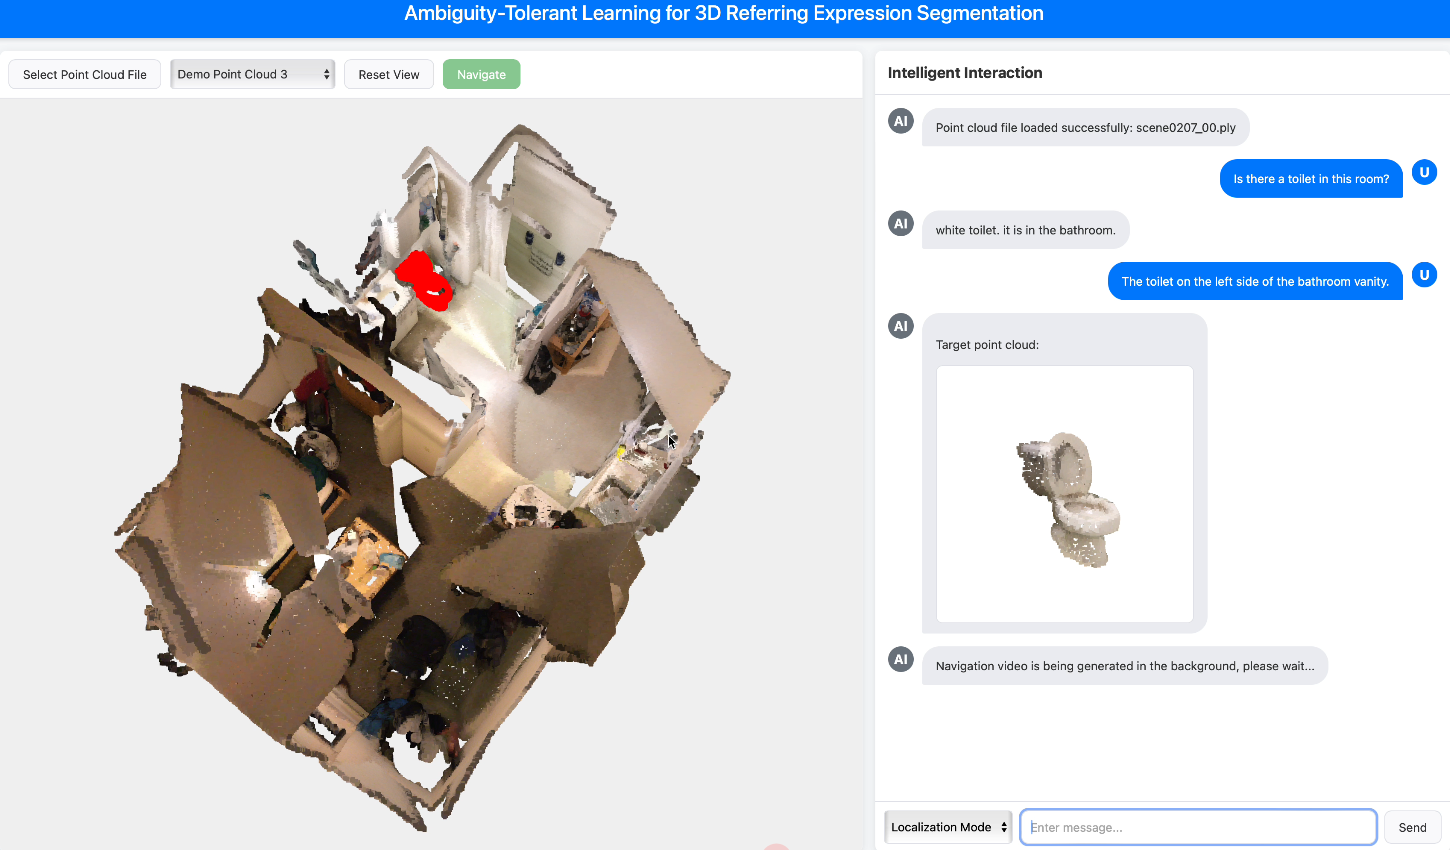 Ambiguity-Tolerant Learning for 3D Referring Expression Segmentation
Select Point Cloud File
Demo Point Cloud 3
Reset View
Navigate
Intelligent Interaction
AI
Point cloud file loaded successfully: scene0207_00.ply
Is there a toilet in this room?
U
AI
white toilet. it is in the bathroom.
The toilet on the left side of the bathroom vanity.
U
AI
Target point cloud:
AI
Navigation video is being generated in the background, please wait...
Localization Mode
Enter message...
Send